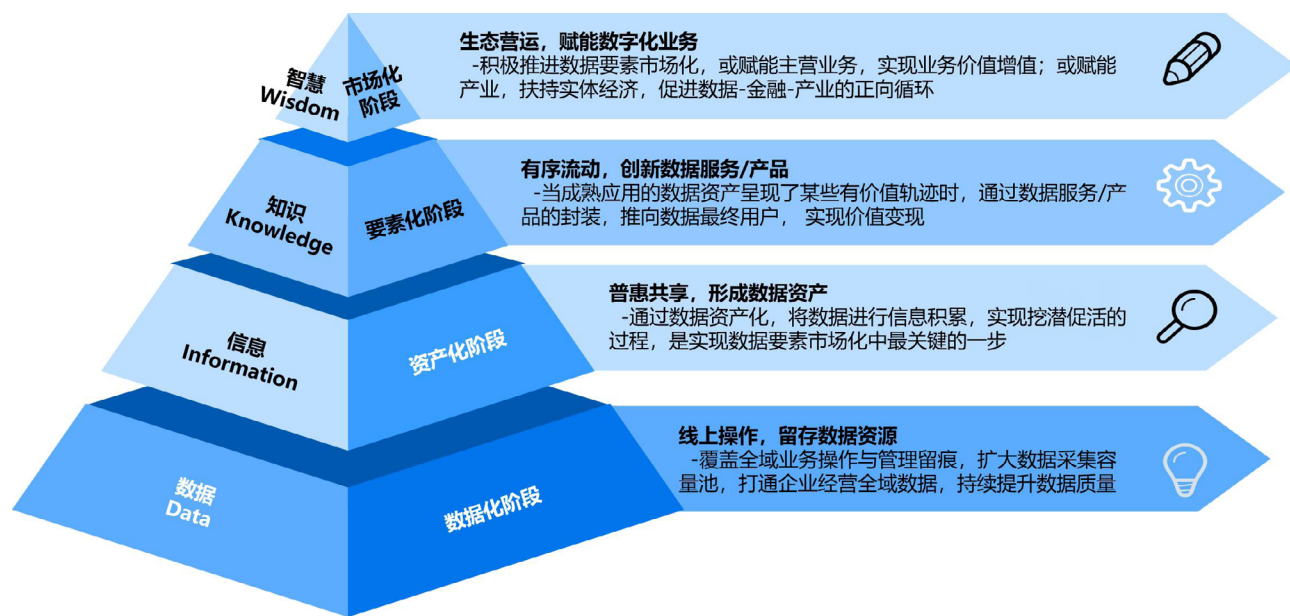 智慧
Wisdom
市场化
阶段
生态营运，赋能数字化业务
-积极推进数据要素市场化，或赋能主营业务，实现业务价值增值；或赋能
产业，扶持实体经济，促进数据-金融-产业的正向循环
知识
Knowledge
要素化阶段
有序流动，创新数据服务/产品
-当成熟应用的数据资产呈现了某些有价值轨迹时，通过数据服务/产
品的封装，推向数据最终用户， 实现价值变现
信息
Information
资产化阶段
普惠共享，形成数据资产
-通过数据资产化，将数据进行信息积累，实现挖潜促活的
过程，是实现数据要素市场化中最关键的一步
数据
Data
数据化阶段
线上操作，留存数据资源
-覆盖全域业务操作与管理留痕，扩大数据采集容
量池，打通企业经营全域数据，持续提升数据质量